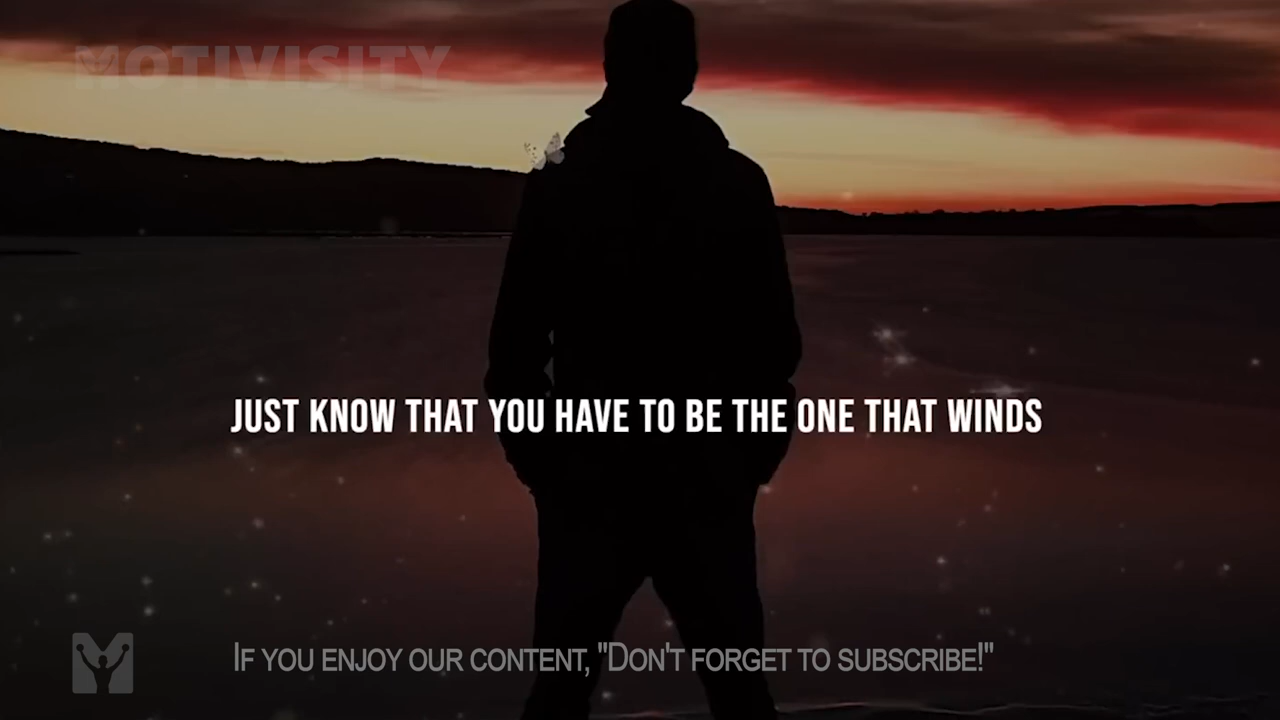 MOTIVISITY
JUST KNOW THAT YOU HAVE TO BE THE ONE THAT WINDS
IF YOU ENJOY OUR CONTENT, "DON'T FORGET TO SUBSCRIBE!"